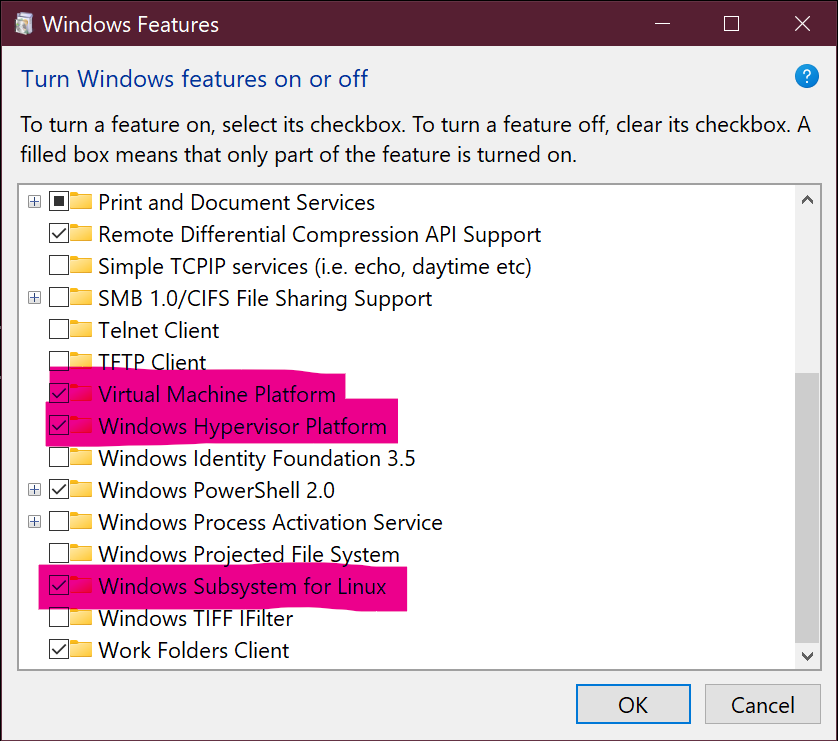 Windows Features
Turn Windows features on or off
?
To turn a feature on, select its checkbox. To turn a feature off, clear its checkbox. A
filled box means that only part of the feature is turned on.
Print and Document Services
Remote Differential Compression API Support
Simple TCPIP services (i.e. echo, daytime etc)
SMB 1.0/CIFS File Sharing Support
Telnet Client
TFTP Client
Virtual Machine Platform
Windows Hypervisor Platform
Windows Identity Foundation 3.5
Windows PowerShell 2.0
Windows Process Activation Service
Windows Projected File System
Windows Subsystem for Linux
Windows TIFF IFilter
Work Folders Client
OK Cancel